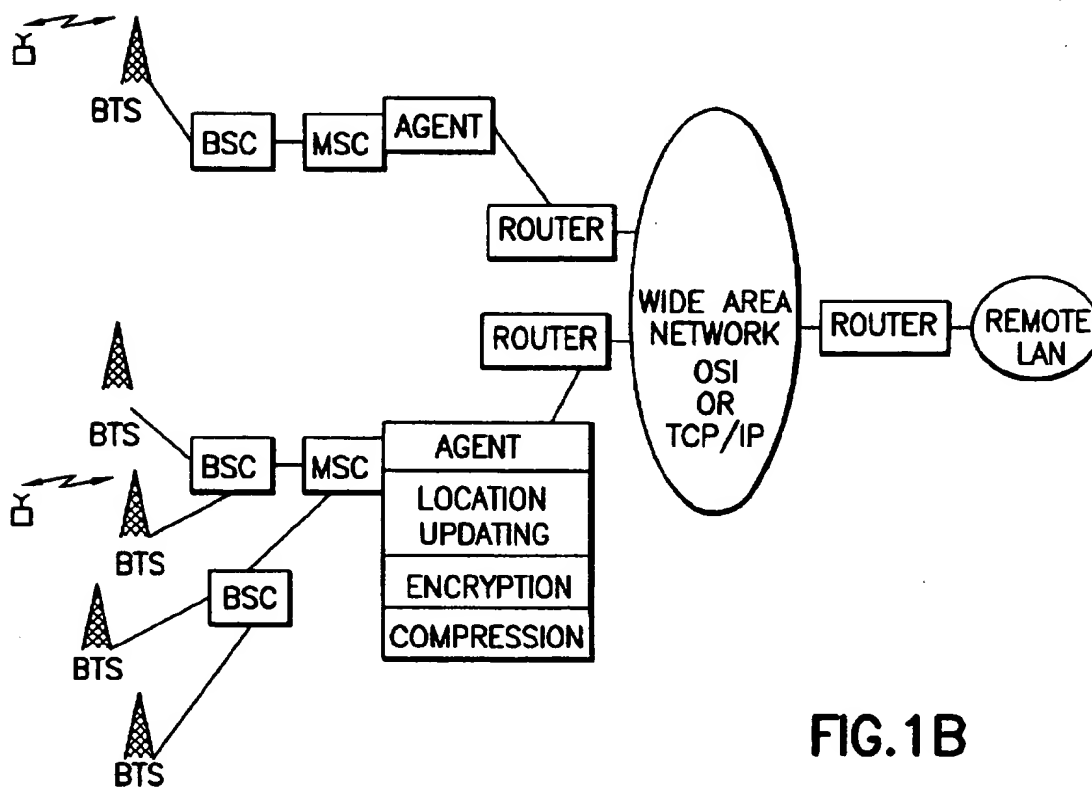 BTS
BSC
MSC
AGENT
ROUTER
WIDE AREA
NETWORK
OSI
OR
TCP/IP
ROUTER
REMOTE
LAN
ROUTER
BTS
BSC
MSC
AGENT
LOCATION
UPDATING
ENCRYPTION
COMPRESSION
BTS
BSC
BTS
BTS
FIG.1B